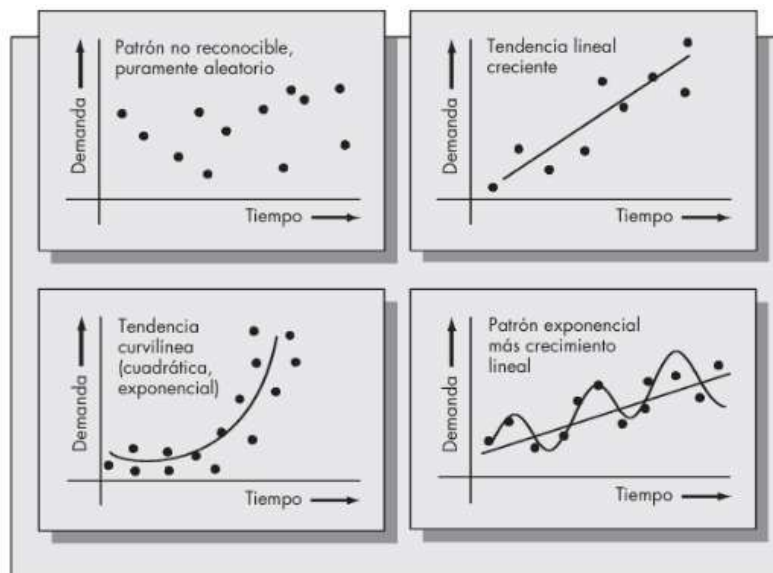 Patrón no reconocible,
puramente aleatorio
Demanda
Tiempo
Tendencia lineal
creciente
Demanda
Tiempo
Tendencia
curvilínea
(cuadrática,
exponencial)
Demanda
Tiempo
Patrón exponencial
más crecimiento
lineal
Demanda
Tiempo